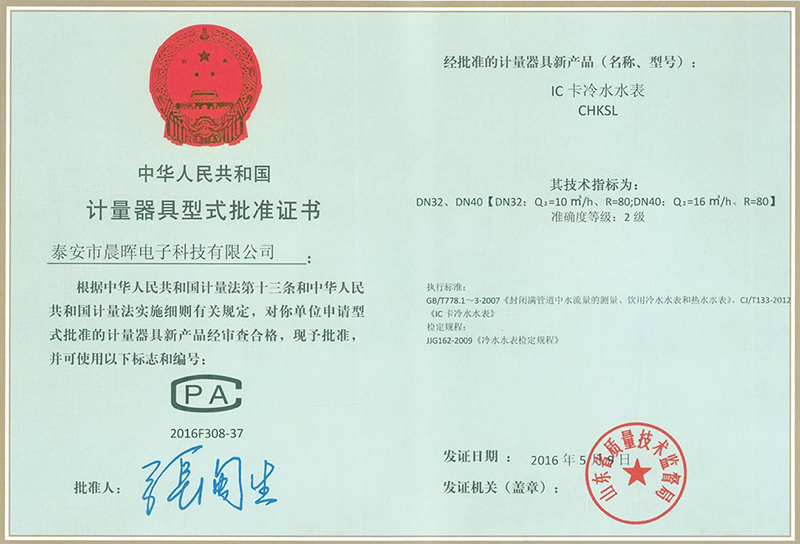 中华人民共和国
计量器具型式批准证书
泰安市晨晖电子科技有限公司：
根据中华人民共和国计量法第十三条和中华人民
共和国计量法实施细则有关规定，对你单位申请型
式批准的计量器具新产品经审查合格，现予批准，
并可使用以下标志和编号：
CPA
2016F308-37
批准人：
经批准的计量器具新产品（名称、型号）：
IC 卡冷水水表
CHKSL
其技术指标为：
DN32、DN40【DN32：Q₃=10 ㎥/h、R=80;DN40：Q₃=16 ㎥/h、R=80】
准确度等级：2 级
执行标准：
GB/T778.1～3-2007《封闭满管道中水流量的测量、饮用冷水水表和热水水表》、CJ/T133-2012
《IC 卡冷水水表》
检定规程：
JJG162-2009《冷水水表检定规程》
发证日期：2016 年 5 月 9 日
发证机关（盖章）：
山东省质量技术监督局